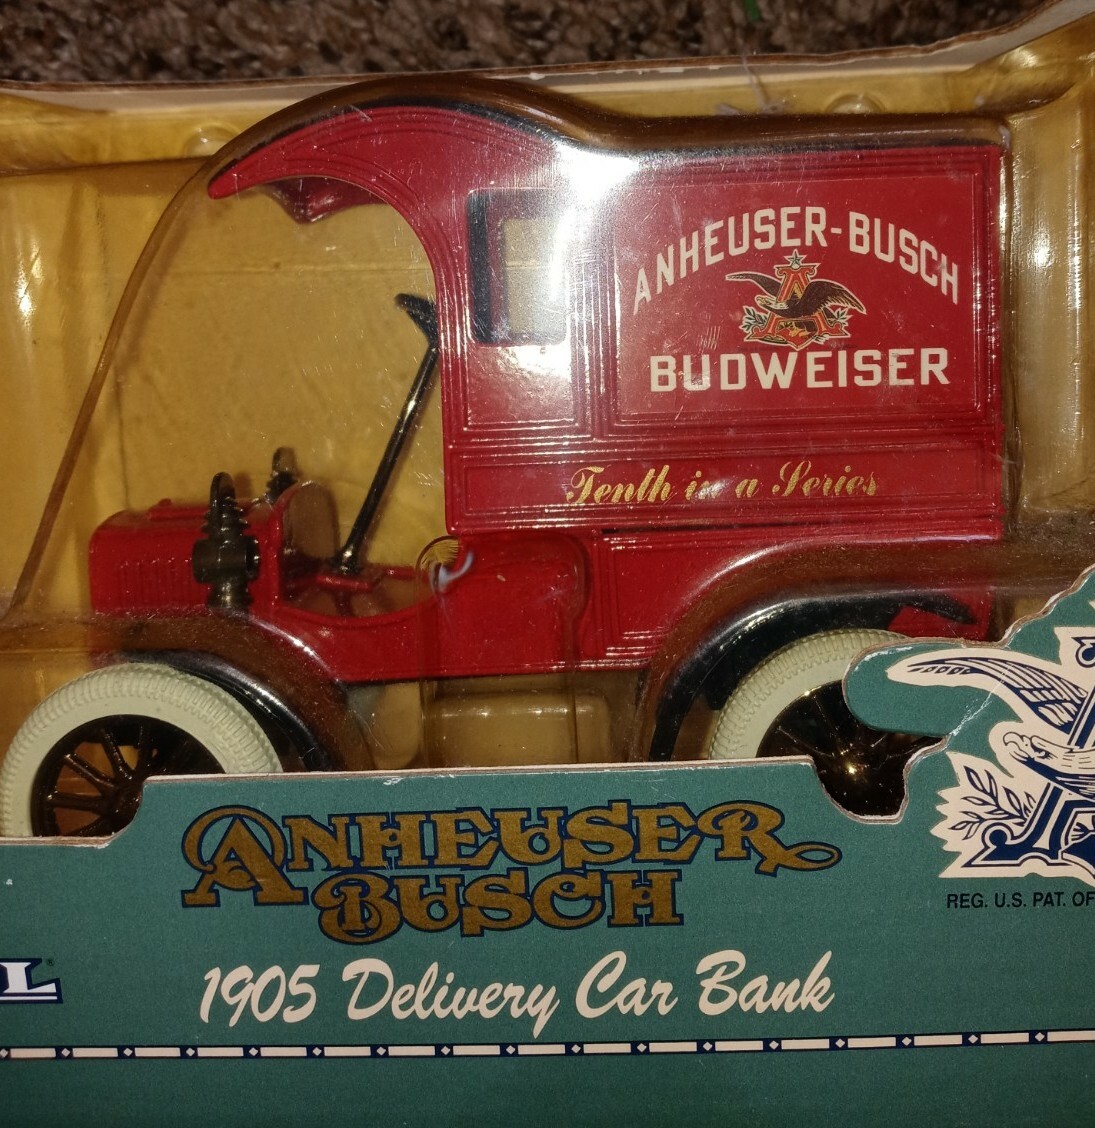 ANHEUSER-BUSCH
BUDWEISER
Tenth in a Series
ANHEUSER
BUSCH
REG. U.S. PAT. OF
L®
1905 Delivery Car Bank